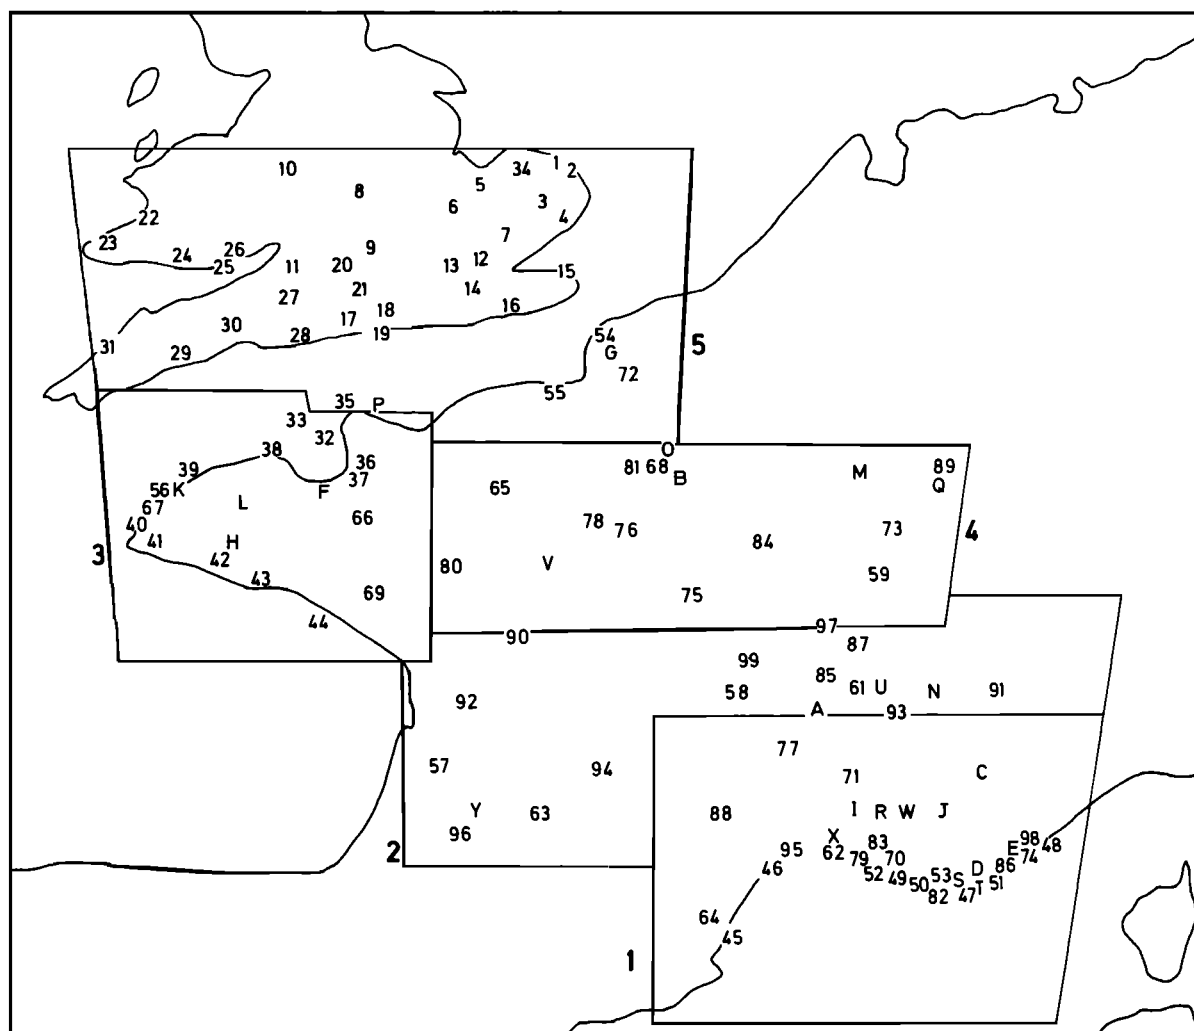 10 8 5 34 1 2
6 3 4
22 7
23 24 26 25 11 20 9 13 12 15
27 21 14
17 18 16
31 30 29 28 19 54 5
G
72
55
35 P
33
32
38 O
39 36 37 81 68 B M 89 Q
56 K F 65
67 L
40 66 78 76 73 4
41 H 84
3 42 80 V 59
43 69 75
44 90 97
87
99 85
58 61 U N 91
92 A 93
77
57 94 71 C
Y 63 88 I R W J
96 X 83 98 48
2 95 62 79 70 E 74
46 52 49 50 53 S D 86 51
82 47 T
64
45
1